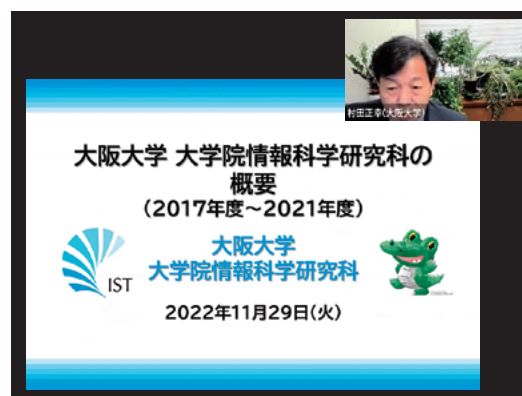 村田正幸(大阪大学)
大阪大学 大学院情報科学研究科の
概要
（2017年度～2021年度）
IST
大阪大学
大学院情報科学研究科
2022年11月29日(火)